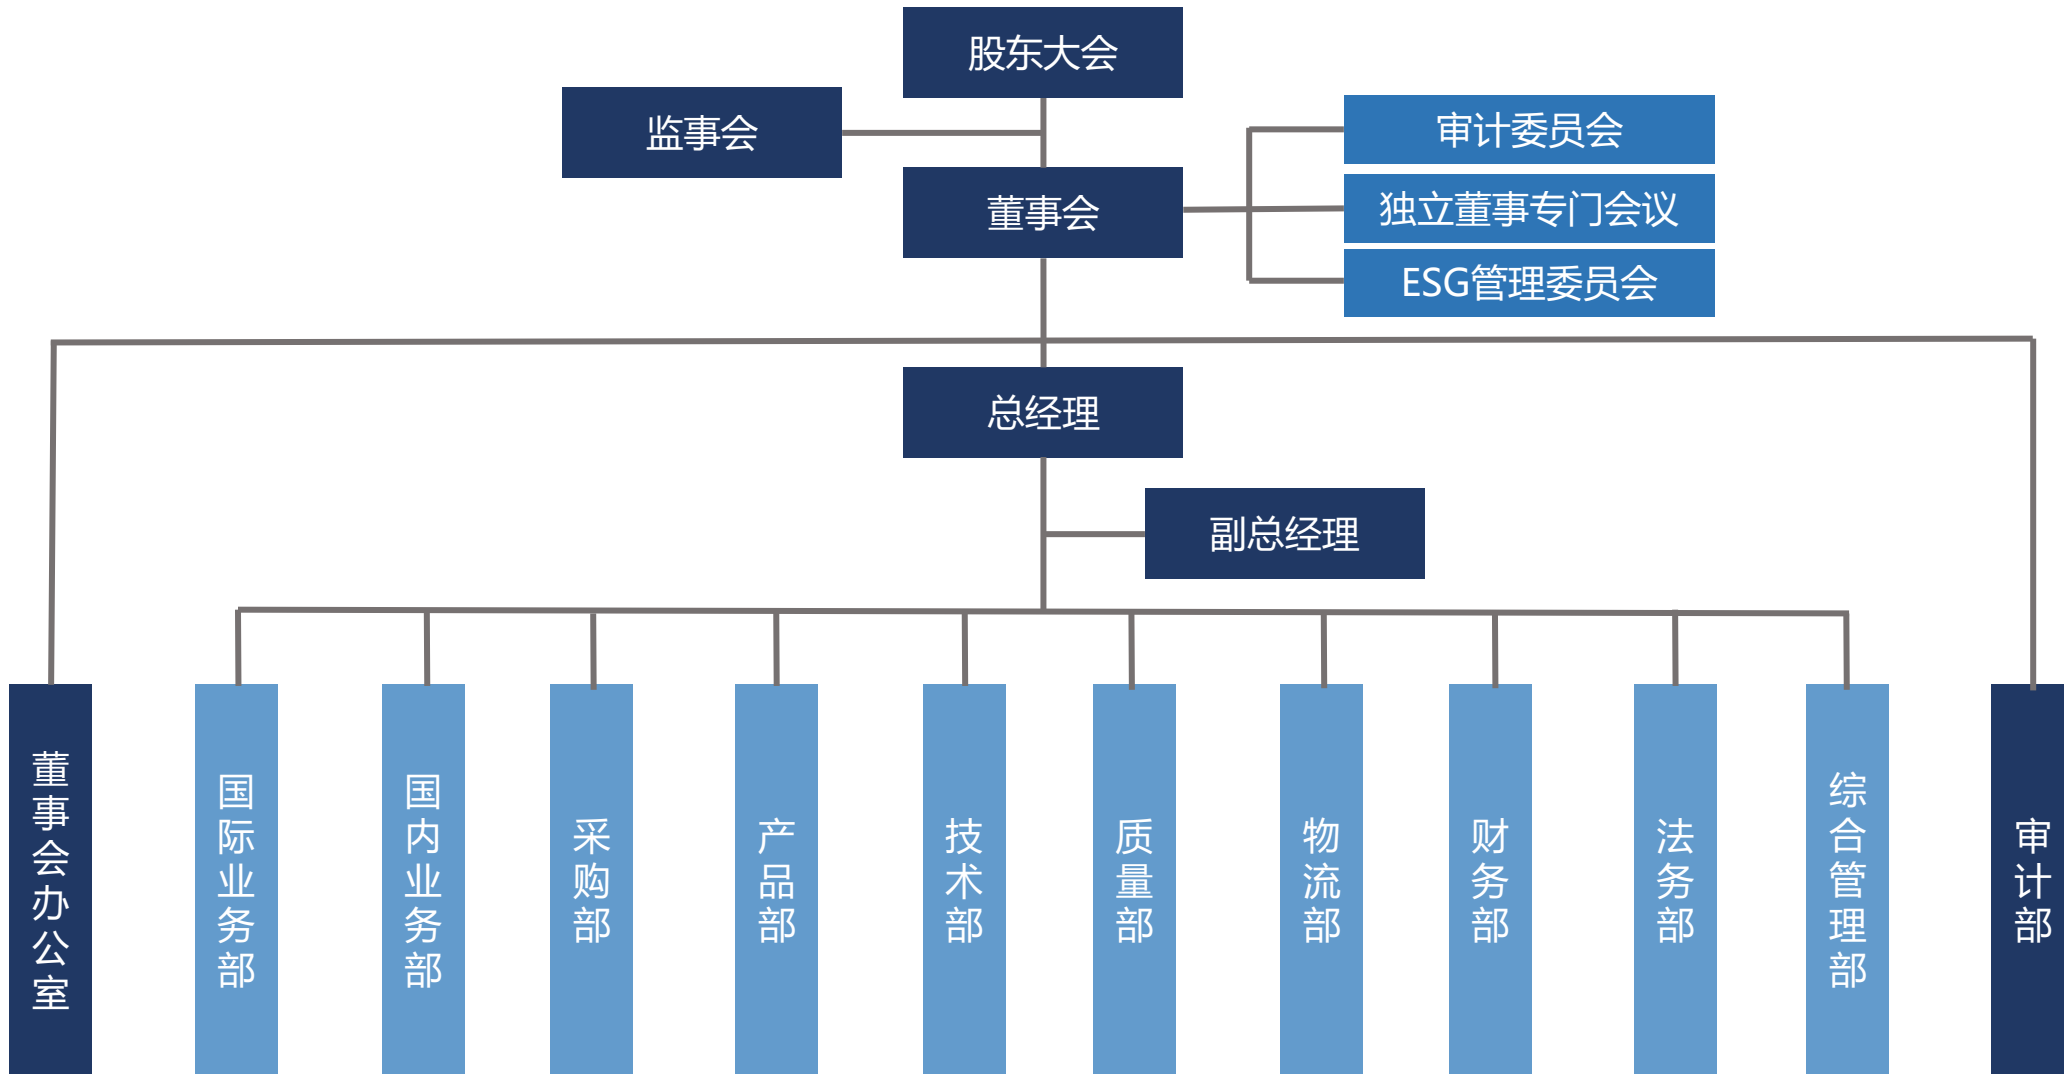 股东大会
监事会
审计委员会
董事会
独立董事专门会议
ESG管理委员会
总经理
副总经理
董事会办公室
国际业务部
国内业务部
采购部
产品部
技术部
质量部
物流部
财务部
法务部
综合管理部
审计部